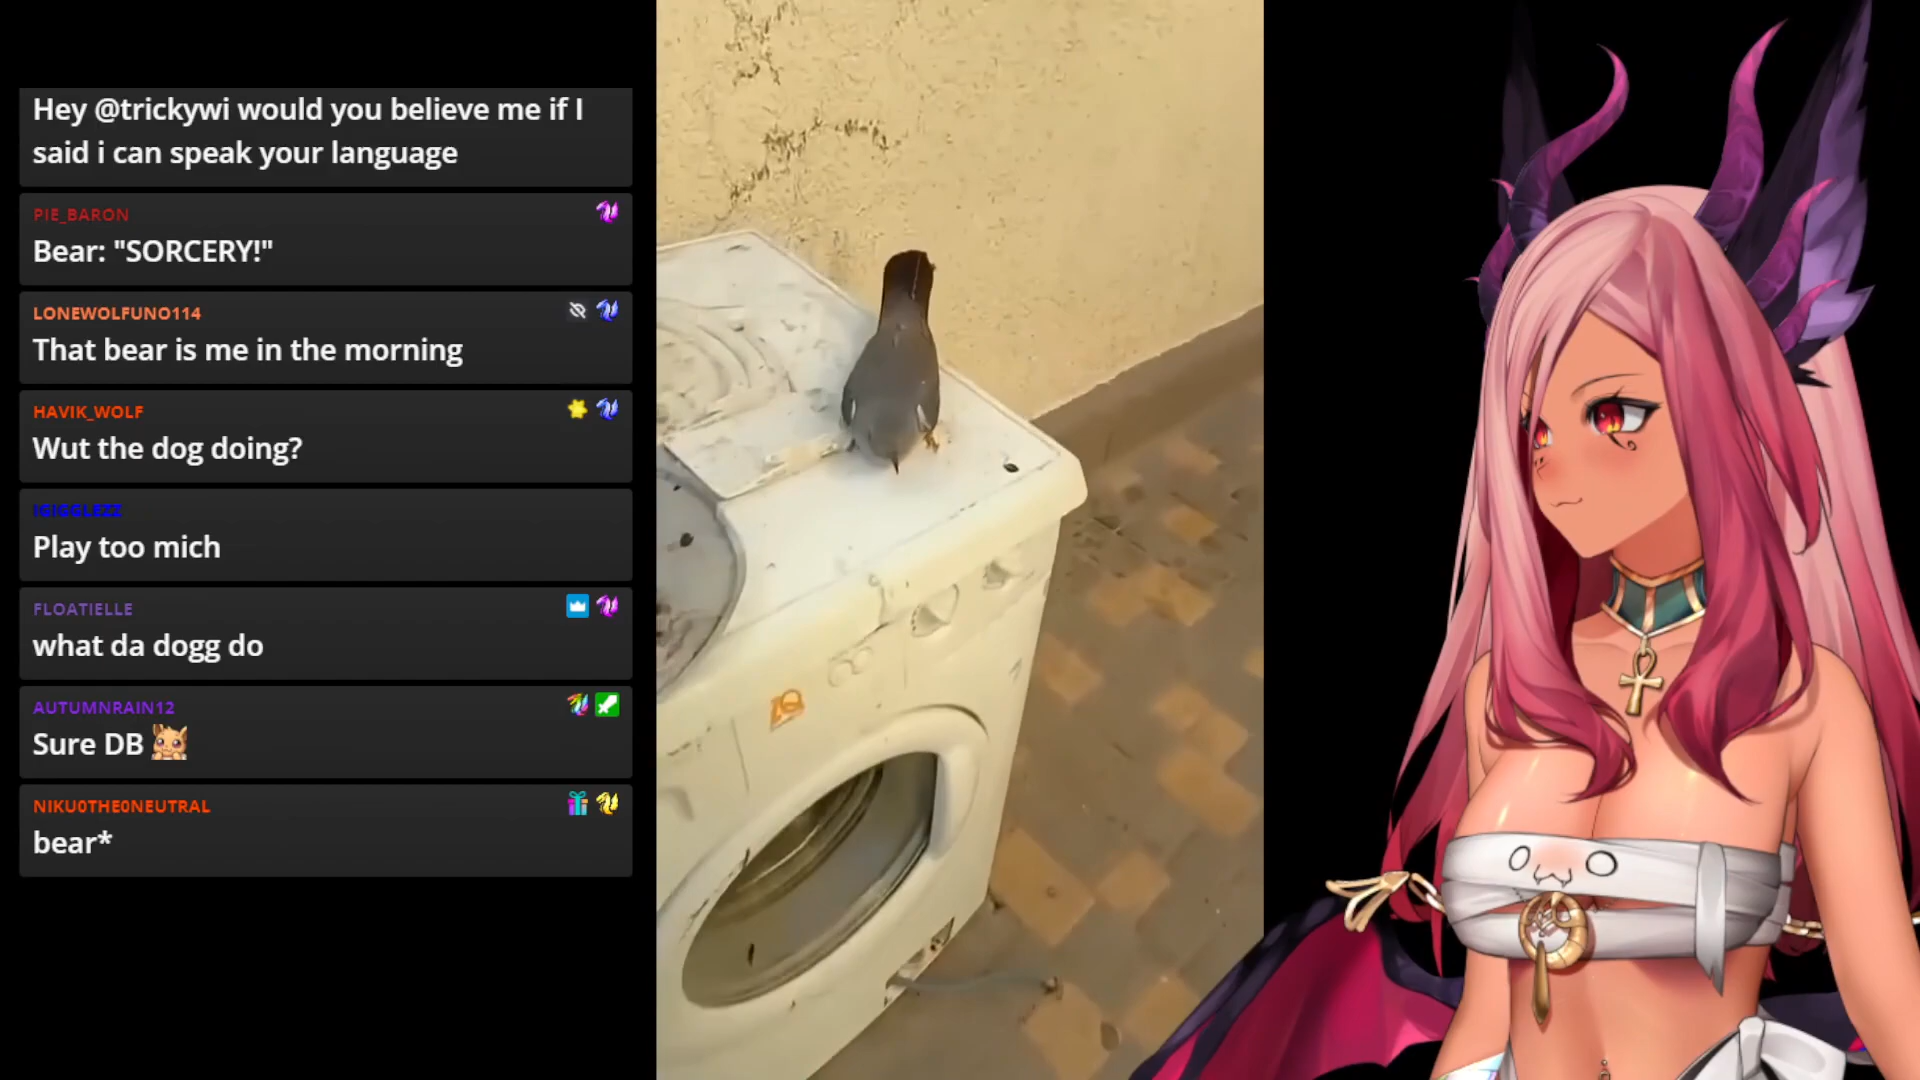 Hey @trickywi would you believe me if I
said i can speak your language
PIE_BARON
Bear: "SORCERY!"
LONEWOLFUNO114
That bear is me in the morning
HAVIK_WOLF
Wut the dog doing?
IGIGGLEZZ
Play too mich
FLOATIELLE
what da dogg do
AUTUMNRAIN12
Sure DB
NIKU0THE0NEUTRAL
bear*